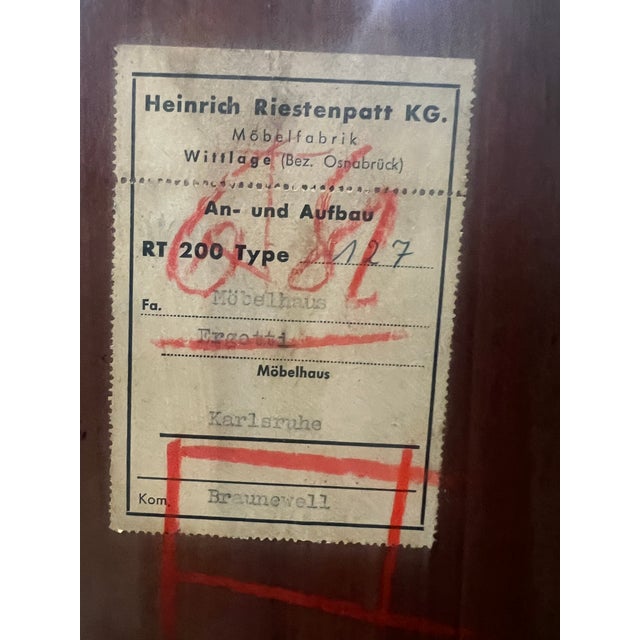 Heinrich Riestenpatt KG.
Möbelfabrik
Wittlage (Bez. Osnabrück)
An- und Aufbau
RT 200 Type 127
Fa. Möbelhaus
Ergotti
Möbelhaus
Karlsruhe
Kom. Braunewell